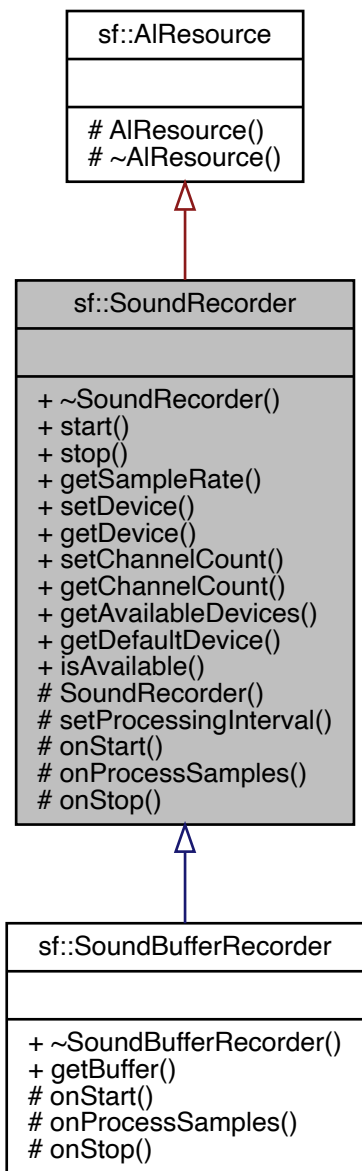 sf::AlResource
# AlResource()
# ~AlResource()
sf::SoundRecorder
+ ~SoundRecorder()
+ start()
+ stop()
+ getSampleRate()
+ setDevice()
+ getDevice()
+ setChannelCount()
+ getChannelCount()
+ getAvailableDevices()
+ getDefaultDevice()
+ isAvailable()
# SoundRecorder()
# setProcessingInterval()
# onStart()
# onProcessSamples()
# onStop()
sf::SoundBufferRecorder
+ ~SoundBufferRecorder()
+ getBuffer()
# onStart()
# onProcessSamples()
# onStop()